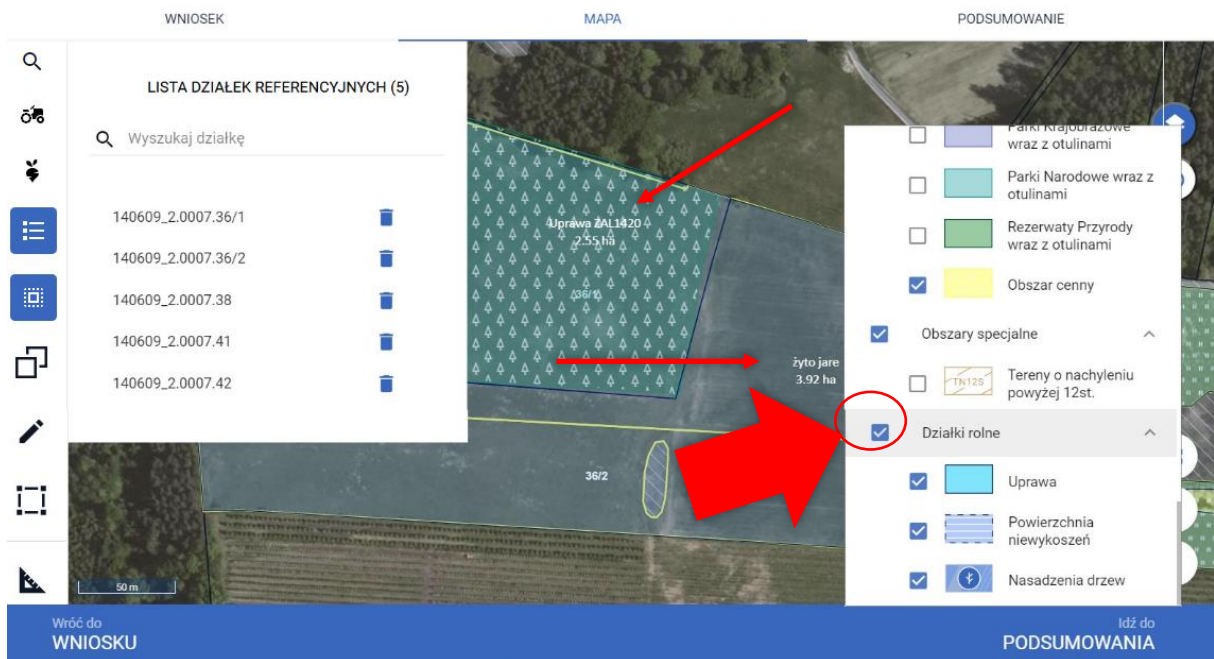 WNIOSEK
MAPA
PODSUMOWANIE
LISTA DZIAŁEK REFERENCYJNYCH (5)
Wyszukaj działkę
140609_2.0007.36/1
140609_2.0007.36/2
140609_2.0007.38
140609_2.0007.41
140609_2.0007.42
Uprawa ZAL1420
2.55 ha
36/1
żyto jare
3.92 ha
36/2
50 m
Parki Krajobrazowe
wraz z otulinami
Parki Narodowe wraz z
otulinami
Rezerwaty Przyrody
wraz z otulinami
Obszar cenny
Obszary specjalne
TN12S
Tereny o nachyleniu
powyżej 12st.
Działki rolne
Uprawa
Powierzchnia
niewykoszeń
Nasadzenia drzew
Wróć do
WNIOSKU
Idź do
PODSUMOWANIA